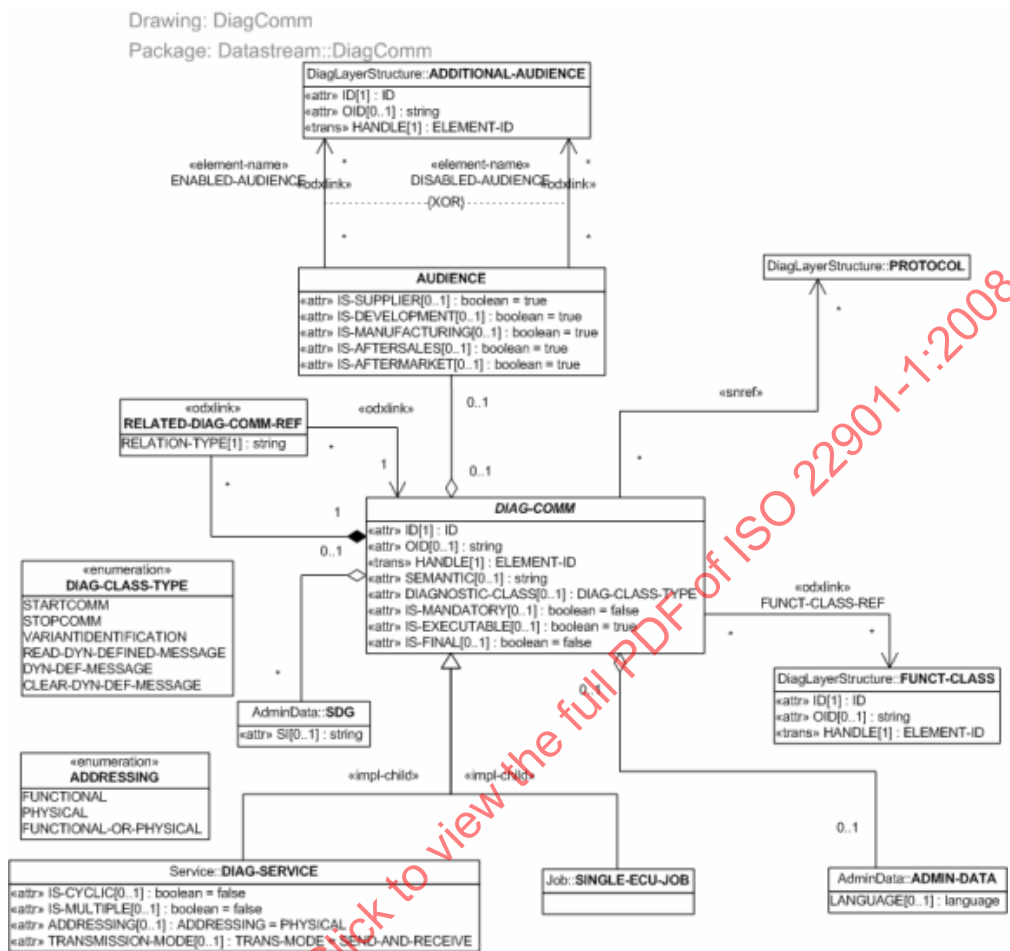 Drawing: DiagComm
Package: Datastream::DiagComm
DiagLayerStructure::ADDITIONAL-AUDIENCE
«attr» ID[1] : ID
«attr» OID[0..1] : string
«trans» HANDLE[1] : ELEMENT-ID
*
*
«element-name»
ENABLED-AUDIENCE
«odxlink»
«element-name»
DISABLED-AUDIENCE
«odxlink»
{XOR}
*
*
AUDIENCE
«attr» IS-SUPPLIER[0..1] : boolean = true
«attr» IS-DEVELOPMENT[0..1] : boolean = true
«attr» IS-MANUFACTURING[0..1] : boolean = true
«attr» IS-AFTERSALES[0..1] : boolean = true
«attr» IS-AFTERMARKET[0..1] : boolean = true
DiagLayerStructure::PROTOCOL
*
«snref»
*
0..1
0..1
«odxlink»
RELATED-DIAG-COMM-REF
RELATION-TYPE[1] : string
«odxlink»
*
1
*
1
0..1
DIAG-COMM
«attr» ID[1] : ID
«attr» OID[0..1] : string
«trans» HANDLE[1] : ELEMENT-ID
«attr» SEMANTIC[0..1] : string
«attr» DIAGNOSTIC-CLASS[0..1] : DIAG-CLASS-TYPE
«attr» IS-MANDATORY[0..1] : boolean = false
«attr» IS-EXECUTABLE[0..1] : boolean = true
«attr» IS-FINAL[0..1] : boolean = false
«enumeration»
DIAG-CLASS-TYPE
STARTCOMM
STOPCOMM
VARIANTIDENTIFICATION
READ-DYN-DEFINED-MESSAGE
DYN-DEF-MESSAGE
CLEAR-DYN-DEF-MESSAGE
«odxlink»
FUNCT-CLASS-REF
*
*
DiagLayerStructure::FUNCT-CLASS
«attr» ID[1] : ID
«attr» OID[0..1] : string
«trans» HANDLE[1] : ELEMENT-ID
*
0..1
AdminData::SDG
«attr» SI[0..1] : string
«enumeration»
ADDRESSING
FUNCTIONAL
PHYSICAL
FUNCTIONAL-OR-PHYSICAL
«impl-child»
«impl-child»
0..1
Service::DIAG-SERVICE
«attr» IS-CYCLIC[0..1] : boolean = false
«attr» IS-MULTIPLE[0..1] : boolean = false
«attr» ADDRESSING[0..1] : ADDRESSING = PHYSICAL
«attr» TRANSMISSION-MODE[0..1] : TRANS-MODE = SEND-AND-RECEIVE
Job::SINGLE-ECU-JOB
AdminData::ADMIN-DATA
LANGUAGE[0..1] : language
Click to view the full PDF of ISO 22901-1:2008